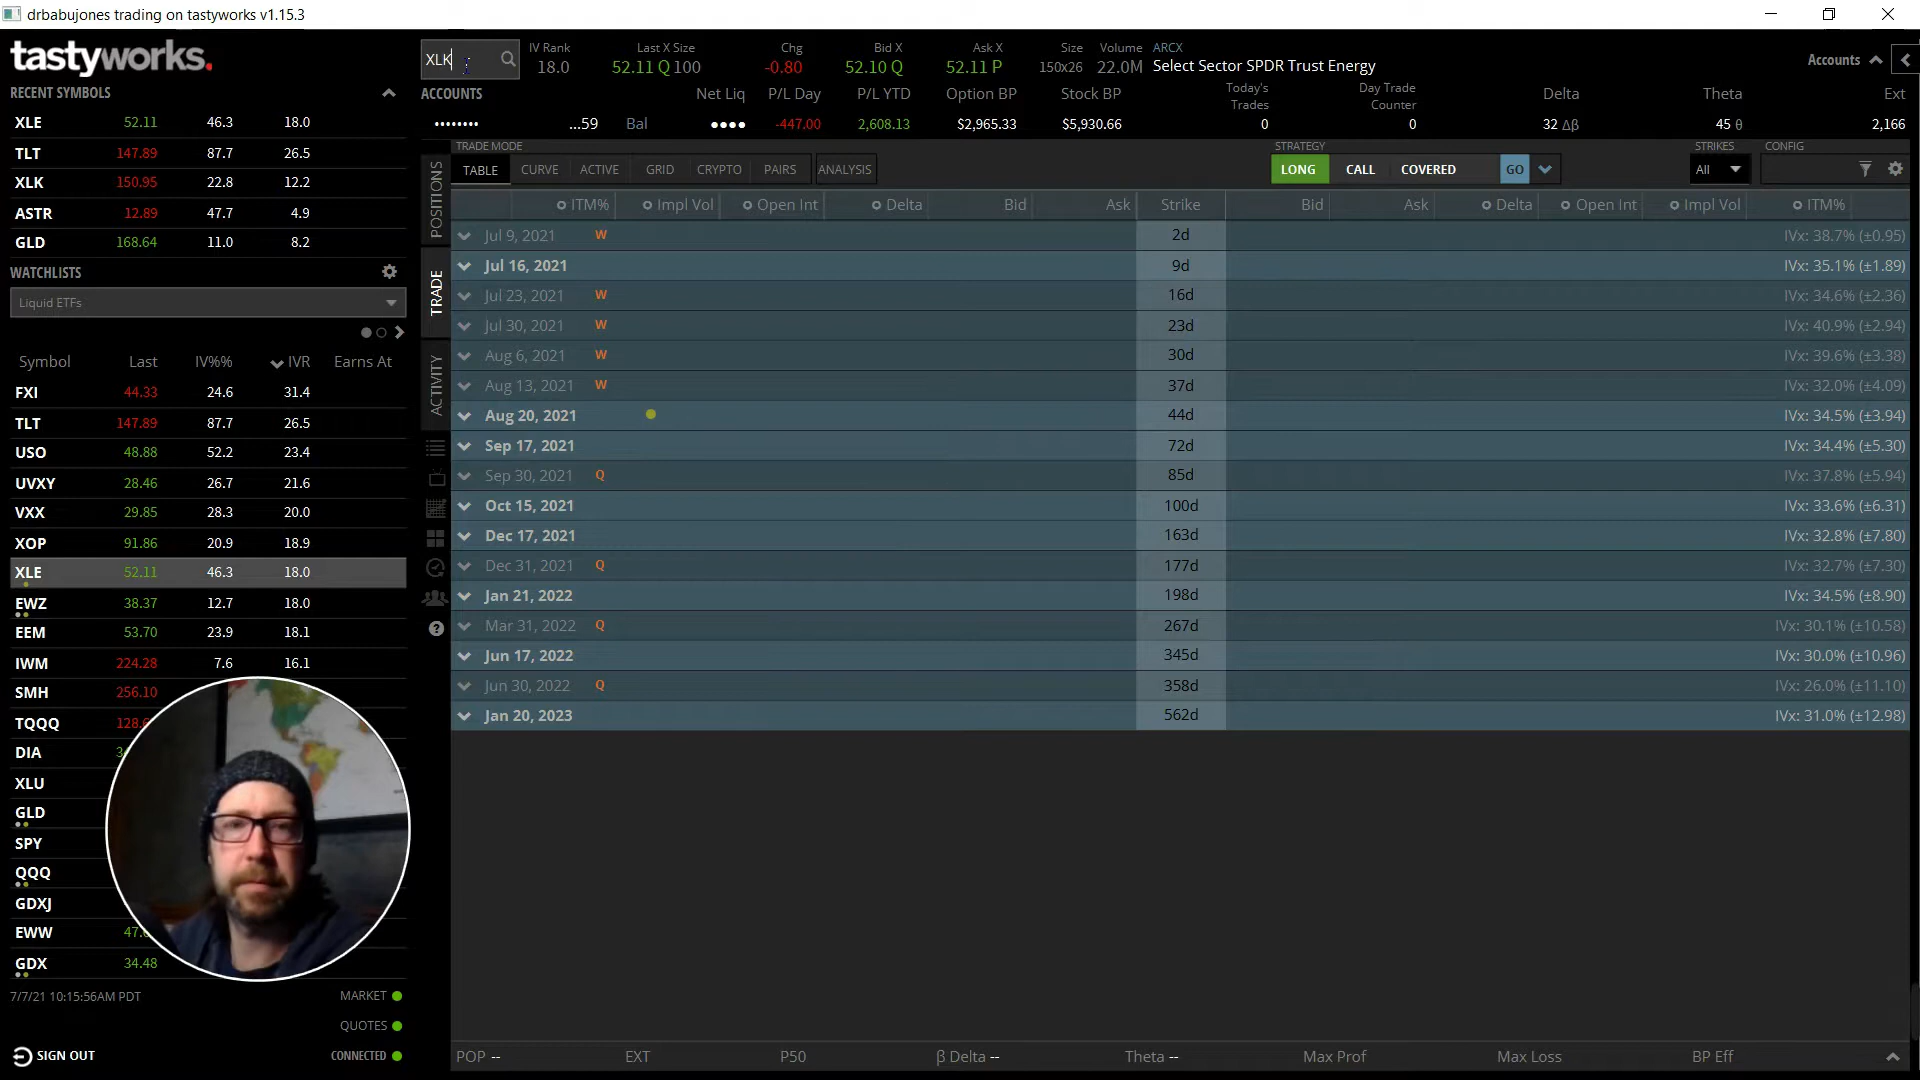 drbabujones trading on tastyworks v1.15.3
tastyworks.
RECENT SYMBOLS
XLE 52.11 46.3 18.0
TLT 147.89 87.7 26.5
XLK 150.95 22.8 12.2
ASTR 12.89 47.7 4.9
GLD 168.64 11.0 8.2
WATCHLISTS
Liquid ETFs
Symbol Last IV%% IVR Earns At
FXI 44.33 24.6 31.4
TLT 147.89 87.7 26.5
USO 48.88 52.2 23.4
UVXY 28.46 26.7 21.6
VXX 29.85 28.3 20.0
XOP 91.86 20.9 18.9
XLE 52.11 46.3 18.0
EWZ 38.37 12.7 18.0
EEM 53.70 23.9 18.1
IWM 224.28 7.6 16.1
SMH 256.10
TQQQ
DIA
XLU
GLD
SPY
QQQ
GDXJ
EWW
GDX 34.48
7/7/21 10:15:56AM PDT MARKET
QUOTES
SIGN OUT CONNECTED
XLK
IV Rank Last X Size Chg Bid X Ask X Size Volume ARCX
18.0 52.11 Q 100 -0.80 52.10 Q 52.11 P 150x26 22.0M Select Sector SPDR Trust Energy
Accounts
ACCOUNTS Net Liq P/L Day P/L YTD Option BP Stock BP Today's Trades Day Trade Counter Delta Theta Ext
•••••••• ...59 Bal •••• -447.00 2,608.13 $2,965.33 $5,930.66 0 0 32 Δβ 45 θ 2,166
TRADE MODE STRATEGY STRIKES CONFIG
TABLE CURVE ACTIVE GRID CRYPTO PAIRS ANALYSIS LONG CALL COVERED GO All
POSITIONS
TRADE
ACTIVITY
ITM% Impl Vol Open Int Delta Bid Ask Strike Bid Ask Delta Open Int Impl Vol ITM%
Jul 9, 2021 W 2d IVx: 38.7% (±0.95)
Jul 16, 2021 9d IVx: 35.1% (±1.89)
Jul 23, 2021 W 16d IVx: 34.6% (±2.36)
Jul 30, 2021 W 23d IVx: 40.9% (±2.94)
Aug 6, 2021 W 30d IVx: 39.6% (±3.38)
Aug 13, 2021 W 37d IVx: 32.0% (±4.09)
Aug 20, 2021 44d IVx: 34.5% (±3.94)
Sep 17, 2021 72d IVx: 34.4% (±5.30)
Sep 30, 2021 Q 85d IVx: 37.8% (±5.94)
Oct 15, 2021 100d IVx: 33.6% (±6.31)
Dec 17, 2021 163d IVx: 32.8% (±7.80)
Dec 31, 2021 Q 177d IVx: 32.7% (±7.30)
Jan 21, 2022 198d IVx: 34.5% (±8.90)
Mar 31, 2022 Q 267d IVx: 30.1% (±10.58)
Jun 17, 2022 345d IVx: 30.0% (±10.96)
Jun 30, 2022 Q 358d IVx: 26.0% (±11.10)
Jan 20, 2023 562d IVx: 31.0% (±12.98)
POP -- EXT P50 β Delta -- Theta -- Max Prof Max Loss BP Eff